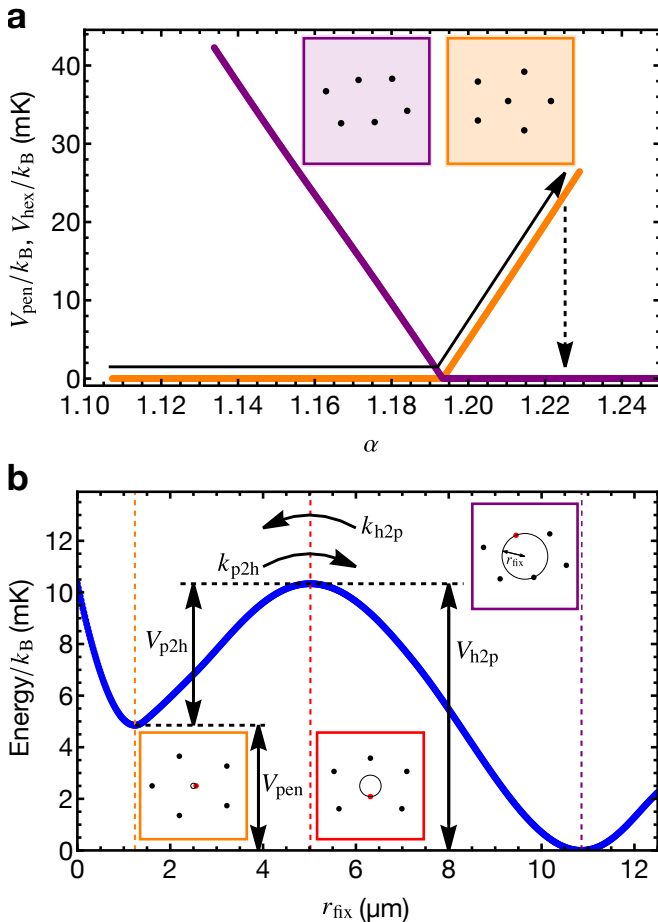 a
V_pen/k_B, V_hex/k_B (mK)
40
30
20
10
0
1.10 1.12 1.14 1.16 1.18 1.20 1.22 1.24
α
b
Energy/k_B (mK)
12
10
8
6
4
2
0
k_h2p
k_p2h
r_fix
V_p2h
V_h2p
V_pen
0 2 4 6 8 10 12
r_fix (µm)